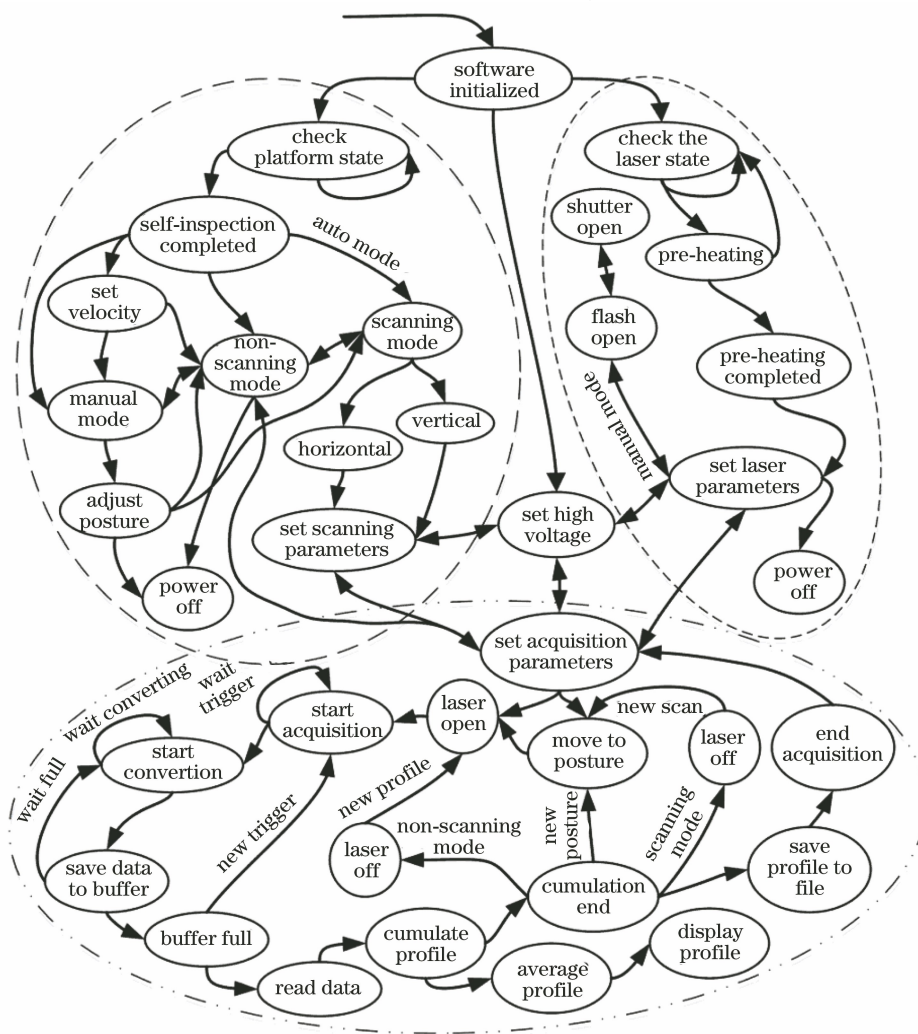 software
initialized
check
platform state
check the
laser state
self-inspection
completed
auto mode
shutter
open
pre-heating
set
velocity
non-
scanning
mode
scanning
mode
flash
open
pre-heating
completed
manual
mode
manual mode
horizontal
vertical
adjust
posture
set scanning
parameters
set high
voltage
set laser
parameters
power
off
power
off
set acquisition
parameters
wait converting
wait
trigger
start
acquisition
laser
open
new scan
move to
posture
laser
off
end
acquisition
start
convertion
wait full
new trigger
new profile
non-scanning
mode
new
posture
scanning
mode
laser
off
save data
to buffer
cumulation
end
save
profile to
file
buffer full
cumulate
profile
display
profile
read data
average
profile